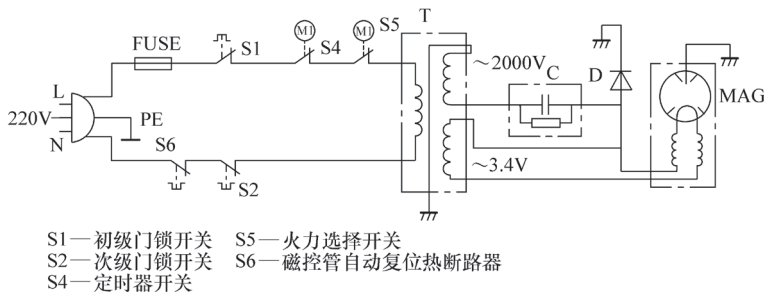 T
FUSE S1 M1 S4 M1 S5
~2000V
C D
L
220V PE
N
MAG
S6 S2
~3.4V
S1—初级门锁开关 S5—火力选择开关
S2—次级门锁开关 S6—磁控管自动复位热断路器
S4—定时器开关